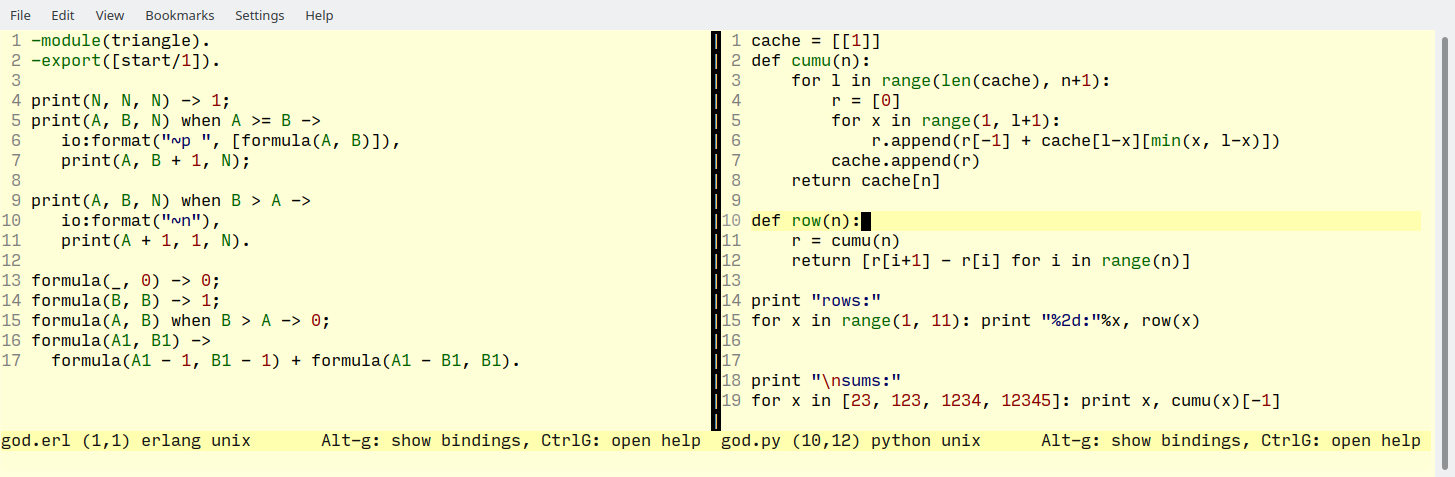 File Edit View Bookmarks Settings Help
1 -module(triangle).
2 -export([start/1]).
3
4 print(N, N, N) -> 1;
5 print(A, B, N) when A >= B ->
6    io:format("~p ", [formula(A, B)]),
7    print(A, B + 1, N);
8
9 print(A, B, N) when B > A ->
10    io:format("~n"),
11    print(A + 1, 1, N).
12
13 formula(_, 0) -> 0;
14 formula(B, B) -> 1;
15 formula(A, B) when B > A -> 0;
16 formula(A1, B1) ->
17   formula(A1 - 1, B1 - 1) + formula(A1 - B1, B1).
god.erl (1,1) erlang unix Alt-g: show bindings, CtrlG: open help
1 cache = [[1]]
2 def cumu(n):
3     for l in range(len(cache), n+1):
4         r = [0]
5         for x in range(1, l+1):
6             r.append(r[-1] + cache[l-x][min(x, l-x)])
7         cache.append(r)
8     return cache[n]
9
10 def row(n):
11     r = cumu(n)
12     return [r[i+1] - r[i] for i in range(n)]
13
14 print "rows:"
15 for x in range(1, 11): print "%2d:"%x, row(x)
16
17
18 print "\nsums:"
19 for x in [23, 123, 1234, 12345]: print x, cumu(x)[-1]
god.py (10,12) python unix Alt-g: show bindings, CtrlG: open help